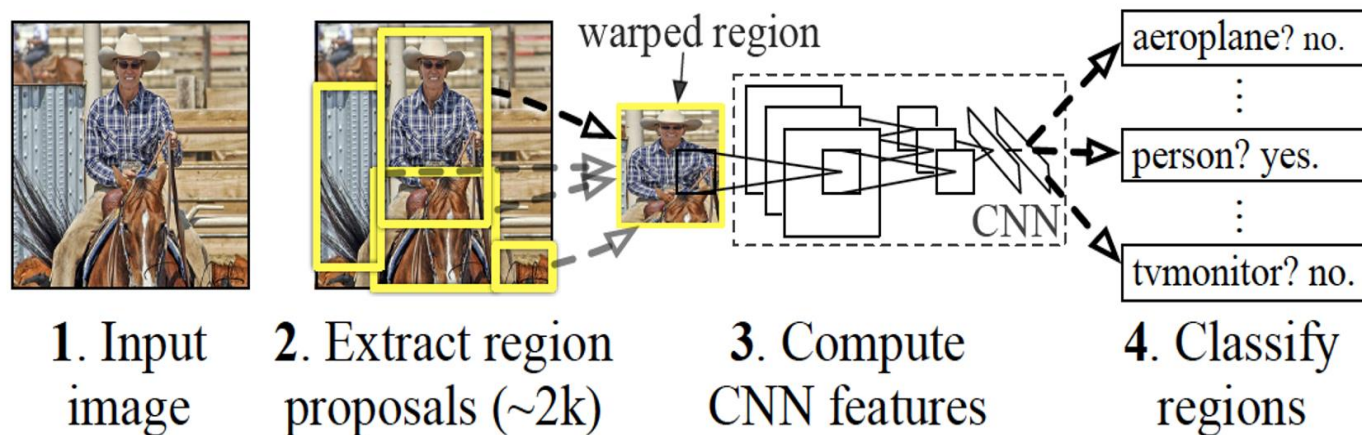 warped region
aeroplane? no.
⋮
person? yes.
CNN
⋮
tvmonitor? no.
1. Input
image
2. Extract region
proposals (~2k)
3. Compute
CNN features
4. Classify
regions